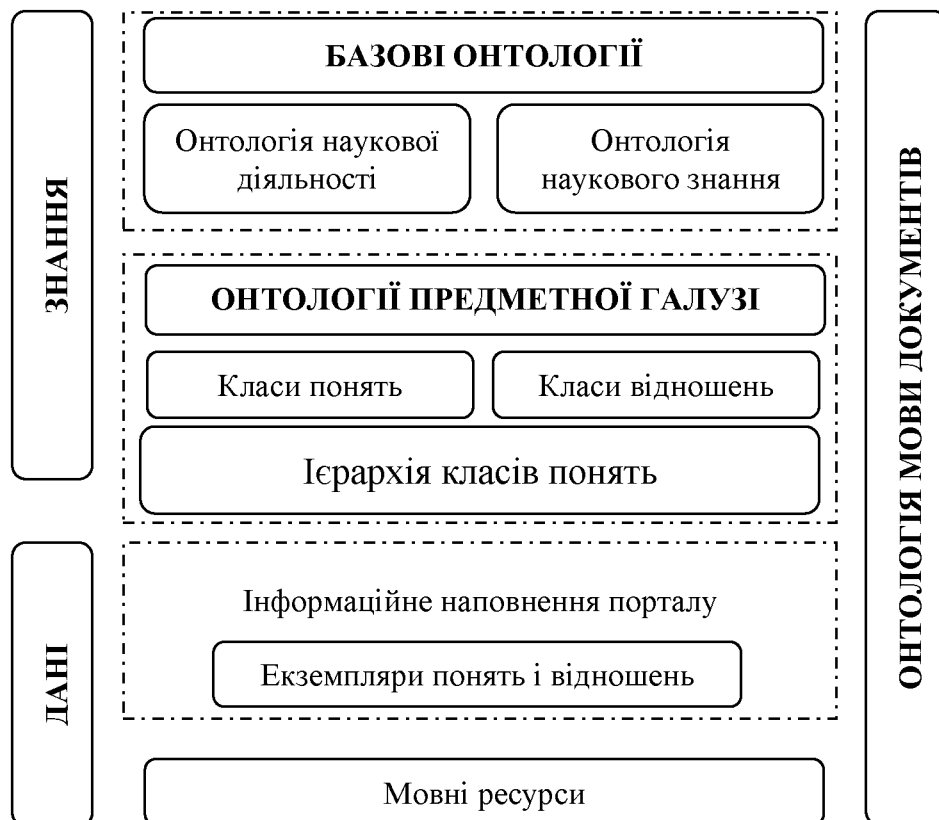 ЗНАННЯ
БАЗОВІ ОНТОЛОГІЇ
Онтологія наукової
діяльності
Онтологія
наукового знання
ОНТОЛОГІЇ ПРЕДМЕТНОЇ ГАЛУЗІ
Класи понять
Класи відношень
Ієрархія класів понять
ДАНІ
Інформаційне наповнення порталу
Екземпляри понять і відношень
Мовні ресурси
ОНТОЛОГІЯ МОВИ ДОКУМЕНТІВ